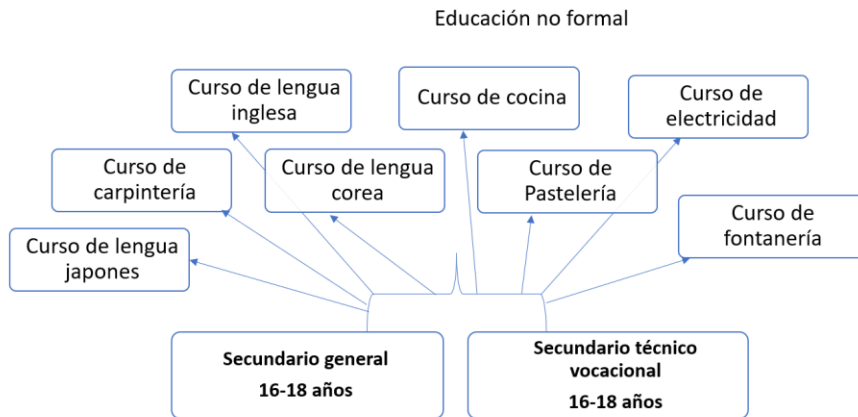 Educación no formal
Curso de lengua
inglesa
Curso de cocina
Curso de
electricidad
Curso de
carpintería
Curso de lengua
corea
Curso de
Pastelería
Curso de
fontanería
Curso de lengua
japones
Secundario general
16-18 años
Secundario técnico
vocacional
16-18 años